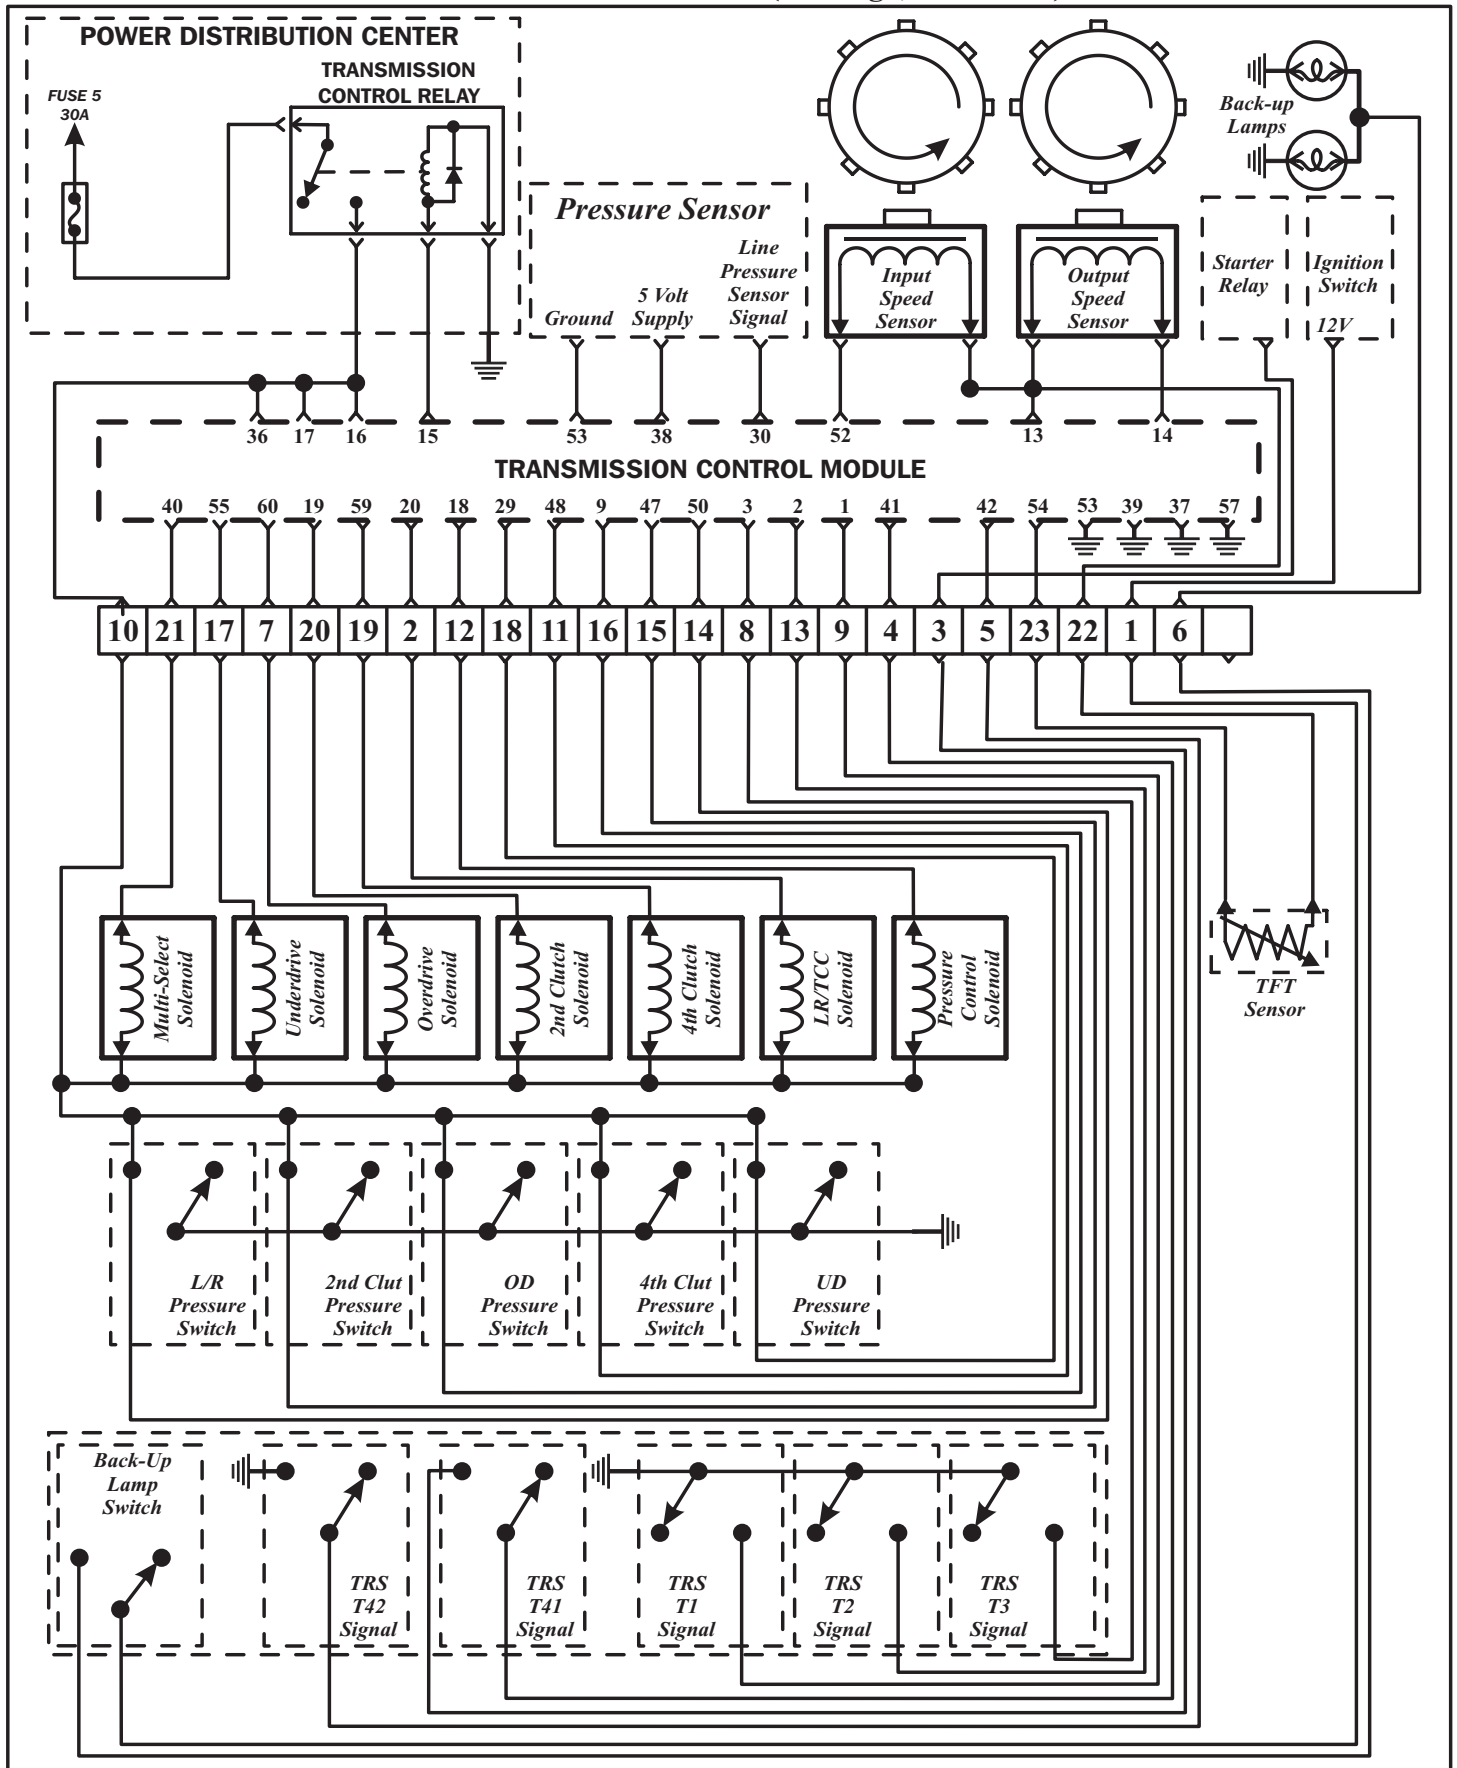 POWER DISTRIBUTION CENTER
TRANSMISSION
CONTROL RELAY
FUSE 5
30A
Back-up
Lamps
Pressure Sensor
Ground
5 Volt
Supply
Line
Pressure
Sensor
Signal
Input
Speed
Sensor
Output
Speed
Sensor
Starter
Relay
Ignition
Switch
12V
36 17 16 15 53 38 30 52 13 14
TRANSMISSION CONTROL MODULE
40 55 60 19 59 20 18 29 48 9 47 50 3 2 1 41 42 54 53 39 37 57
10 21 17 7 20 19 2 12 18 11 16 15 14 8 13 9 4 3 5 23 22 1 6
Multi-Select
Solenoid
Underdrive
Solenoid
Overdrive
Solenoid
2nd Clutch
Solenoid
4th Clutch
Solenoid
LR/TCC
Solenoid
Pressure
Control
Solenoid
TFT
Sensor
L/R
Pressure
Switch
2nd Clut
Pressure
Switch
OD
Pressure
Switch
4th Clut
Pressure
Switch
UD
Pressure
Switch
Back-Up
Lamp
Switch
TRS
T42
Signal
TRS
T41
Signal
TRS
T1
Signal
TRS
T2
Signal
TRS
T3
Signal